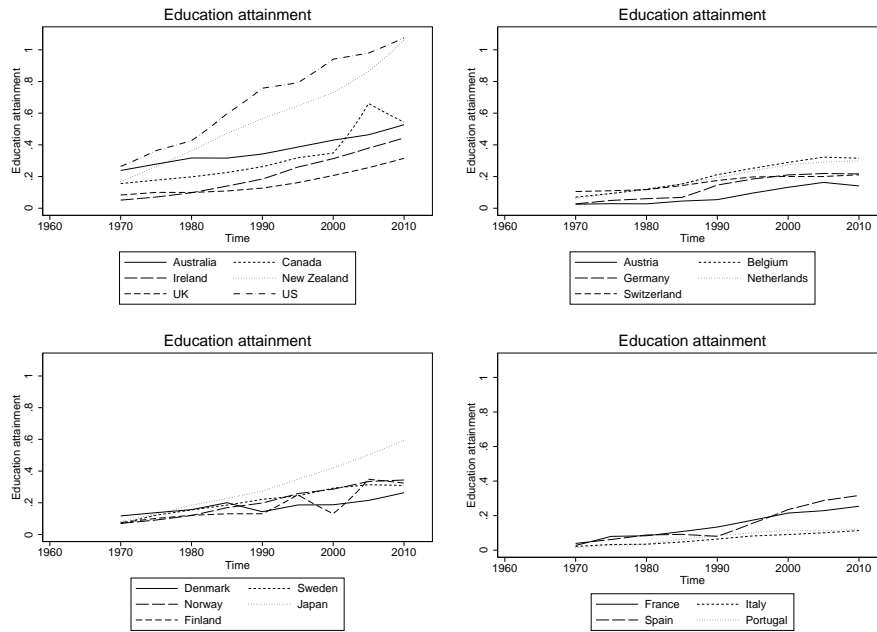 Education attainment
Education attainment
0 .2 .4 .6 .8 1
1960 1970 1980 1990 2000 2010
Time
Australia Canada
Ireland New Zealand
UK US
Education attainment
Education attainment
0 .2 .4 .6 .8 1
1960 1970 1980 1990 2000 2010
Time
Austria Belgium
Germany Netherlands
Switzerland
Education attainment
Education attainment
0 .2 .4 .6 .8 1
1960 1970 1980 1990 2000 2010
Time
Denmark Sweden
Norway Japan
Finland
Education attainment
Education attainment
0 .2 .4 .6 .8 1
1960 1970 1980 1990 2000 2010
Time
France Italy
Spain Portugal